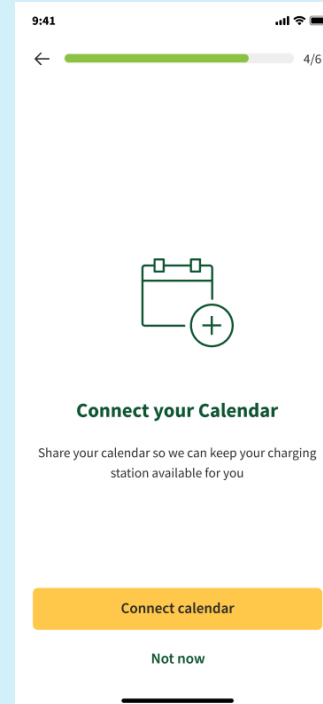 9:41
4/6
Connect your Calendar
Share your calendar so we can keep your charging
station available for you
Connect calendar
Not now